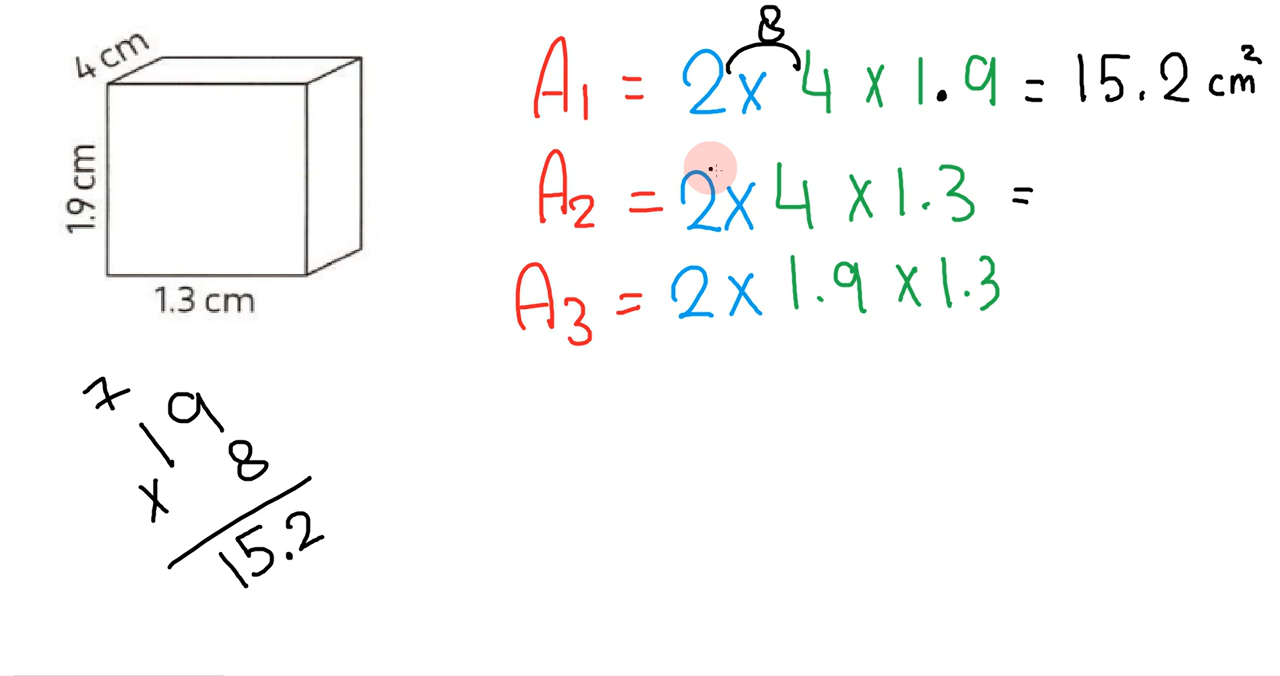 4 cm
1.9 cm
1.3 cm
8
A1 = 2 x 4 x 1.9 = 15.2 cm²
A2 = 2 x 4 x 1.3 =
A3 = 2 x 1.9 x 1.3
7
19
x 8
15.2